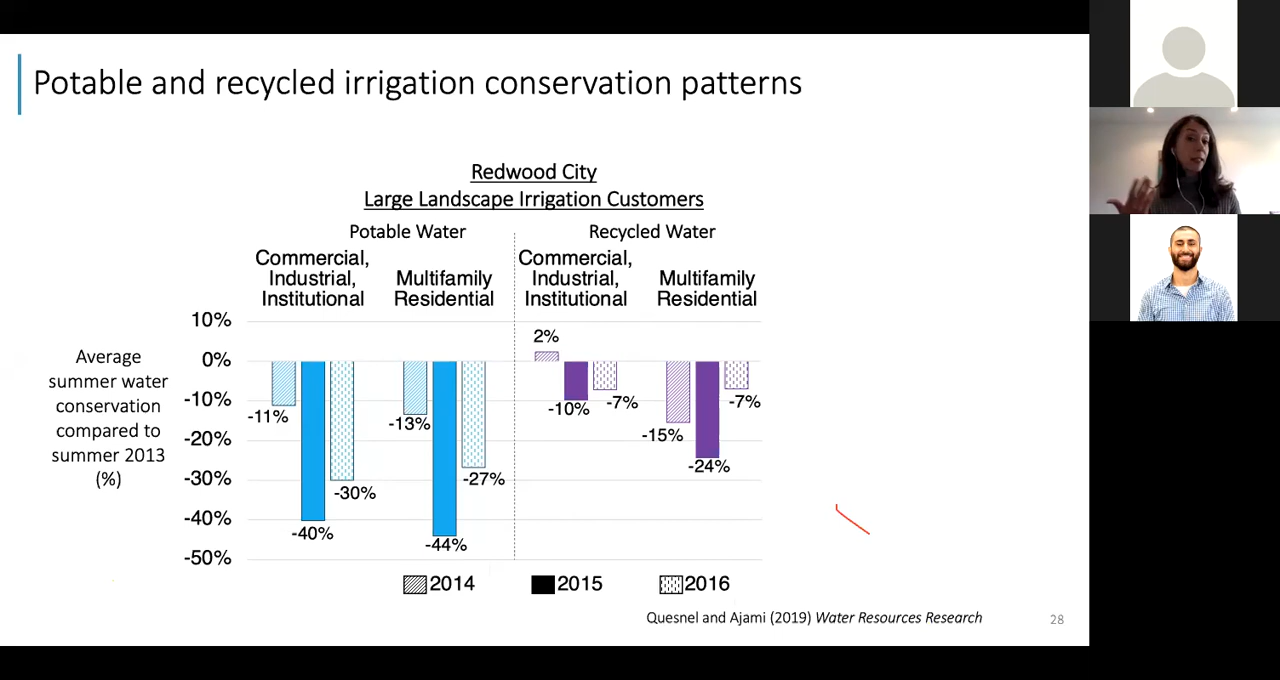 Potable and recycled irrigation conservation patterns
Redwood City
Large Landscape Irrigation Customers
Potable Water
Recycled Water
Commercial,
Industrial,
Institutional
Multifamily
Residential
Commercial,
Industrial,
Institutional
Multifamily
Residential
Average
summer water
conservation
compared to
summer 2013
(%)
10%
0%
-10%
-20%
-30%
-40%
-50%
-11%
-40%
-30%
-13%
-44%
-27%
2%
-10%
-7%
-15%
-24%
-7%
2014
2015
2016
Quesnel and Ajami (2019) Water Resources Research
28